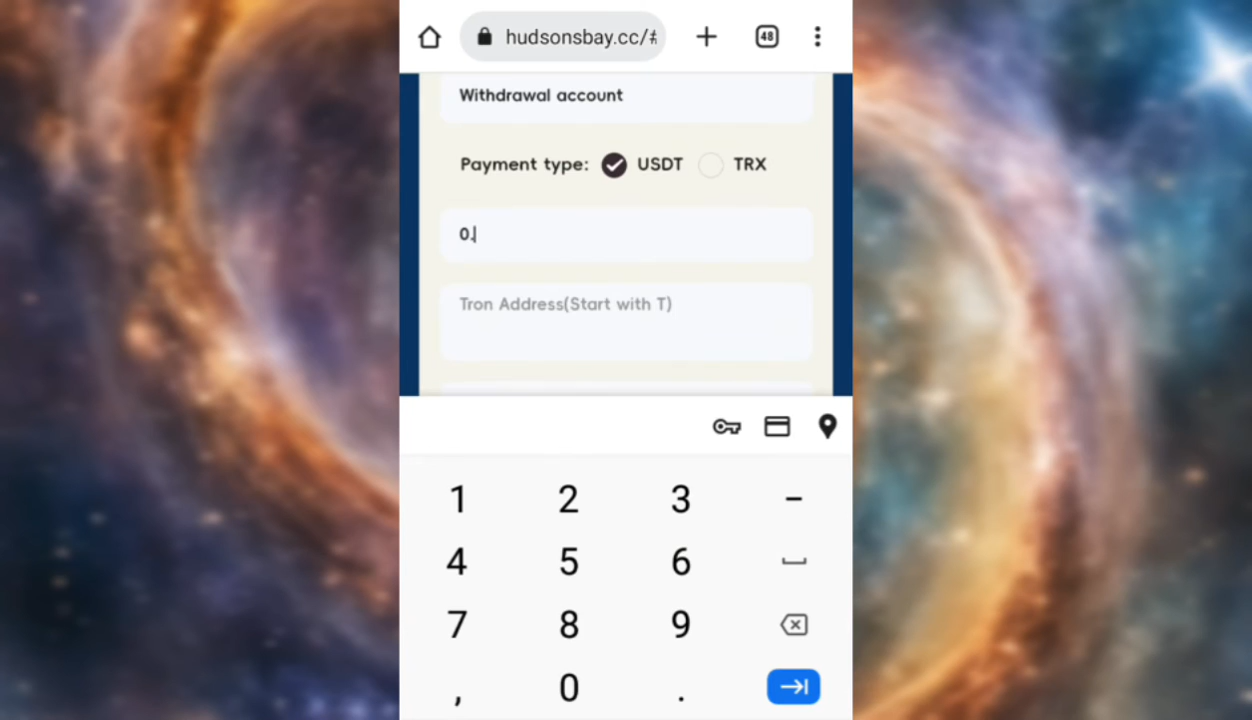 hudsonsbay.cc/#
48
Withdrawal account
Payment type: USDT TRX
0.
Tron Address(Start with T)
1 2 3 -
4 5 6
7 8 9
, 0 .